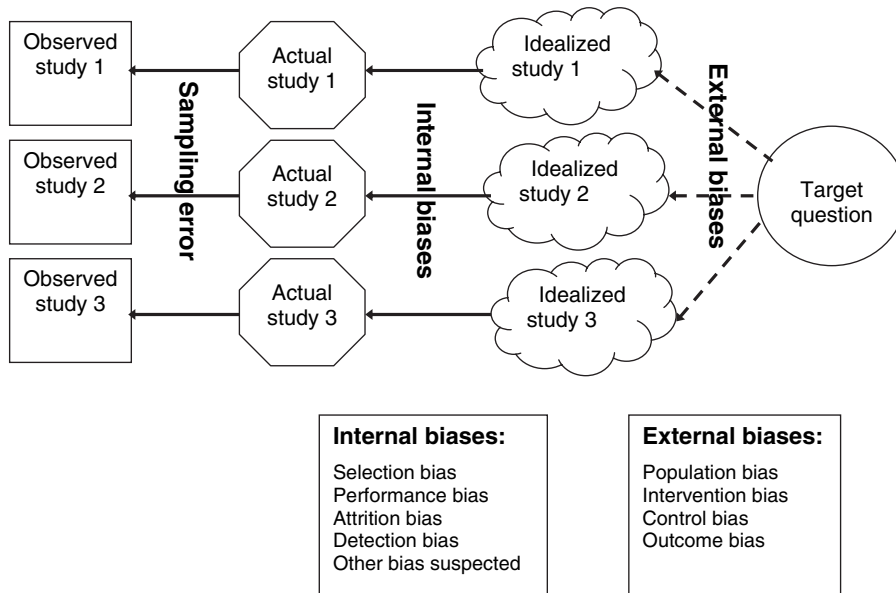 Observed
study 1
Actual
study 1
Idealized
study 1
Observed
study 2
Actual
study 2
Idealized
study 2
Observed
study 3
Actual
study 3
Idealized
study 3
Sampling error
Internal biases
External biases
Target
question
Internal biases:
Selection bias
Performance bias
Attrition bias
Detection bias
Other bias suspected
External biases:
Population bias
Intervention bias
Control bias
Outcome bias